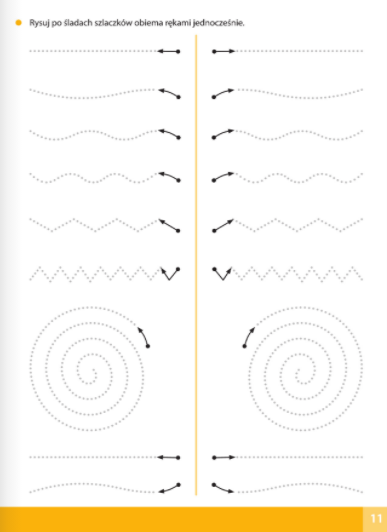 Rysuj po śladach szlaczków obiema rękami jednocześnie.
11